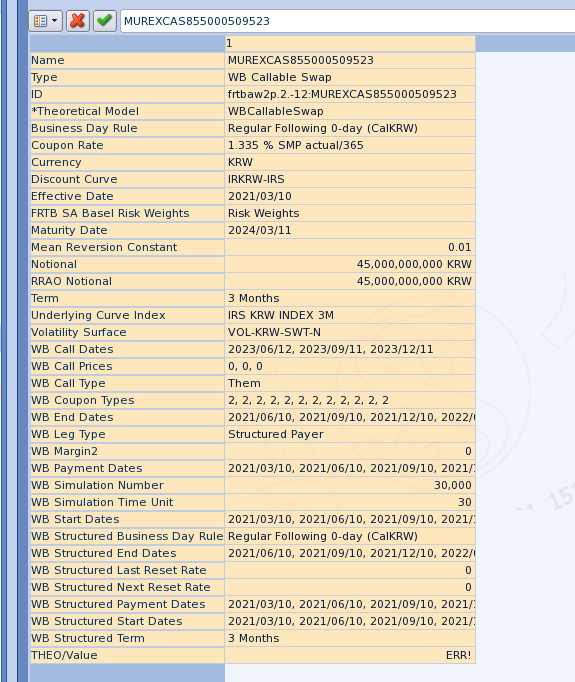 MUREXCAS855000509523
1
Name MUREXCAS855000509523
Type WB Callable Swap
ID frtbaw2p.2.-12:MUREXCAS855000509523
*Theoretical Model WBCallableSwap
Business Day Rule Regular Following 0-day (CalKRW)
Coupon Rate 1.335 % SMP actual/365
Currency KRW
Discount Curve IRKRW-IRS
Effective Date 2021/03/10
FRTB SA Basel Risk Weights Risk Weights
Maturity Date 2024/03/11
Mean Reversion Constant 0.01
Notional 45,000,000,000 KRW
RRAO Notional 45,000,000,000 KRW
Term 3 Months
Underlying Curve Index IRS KRW INDEX 3M
Volatility Surface VOL-KRW-SWT-N
WB Call Dates 2023/06/12, 2023/09/11, 2023/12/11
WB Call Prices 0, 0, 0
WB Call Type Them
WB Coupon Types 2, 2, 2, 2, 2, 2, 2, 2, 2, 2, 2, 2
WB End Dates 2021/06/10, 2021/09/10, 2021/12/10, 2022/
WB Leg Type Structured Payer
WB Margin2 0
WB Payment Dates 2021/03/10, 2021/06/10, 2021/09/10, 2021/
WB Simulation Number 30,000
WB Simulation Time Unit 30
WB Start Dates 2021/03/10, 2021/06/10, 2021/09/10, 2021/
WB Structured Business Day Rule Regular Following 0-day (CalKRW)
WB Structured End Dates 2021/06/10, 2021/09/10, 2021/12/10, 2022/
WB Structured Last Reset Rate 0
WB Structured Next Reset Rate 0
WB Structured Payment Dates 2021/03/10, 2021/06/10, 2021/09/10, 2021/
WB Structured Start Dates 2021/03/10, 2021/06/10, 2021/09/10, 2021/
WB Structured Term 3 Months
THEO/Value ERR!